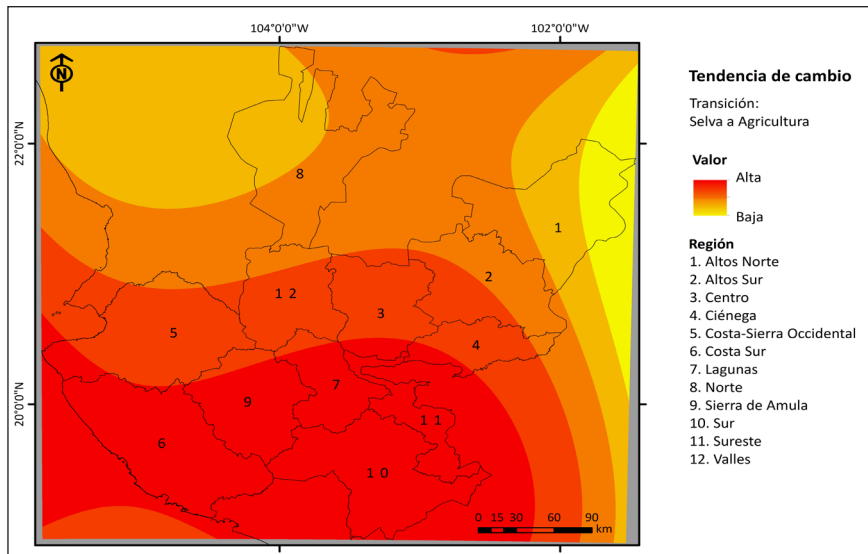 104°0'0"W 102°0'0"W
22°0'0"N
20°0'0"N
N
8
1
2
1 2
3
5
4
7
9
1 1
6
1 0
0 15 30 60 90
km
Tendencia de cambio
Transición:
Selva a Agricultura
Valor
Alta
Baja
Región
1. Altos Norte
2. Altos Sur
3. Centro
4. Ciénega
5. Costa-Sierra Occidental
6. Costa Sur
7. Lagunas
8. Norte
9. Sierra de Amula
10. Sur
11. Sureste
12. Valles